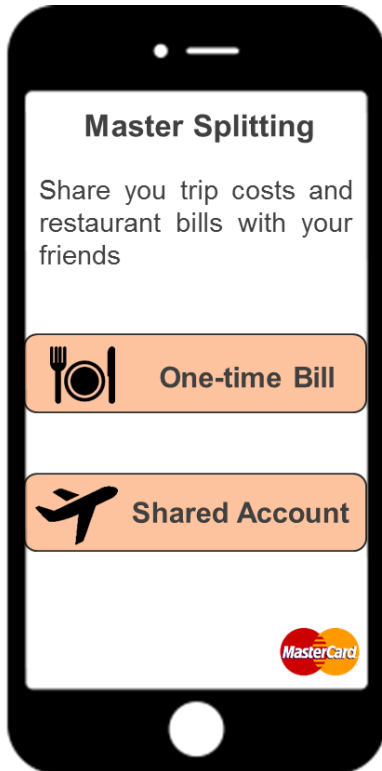 Master Splitting
Share you trip costs and
restaurant bills with your
friends
One-time Bill
Shared Account
MasterCard